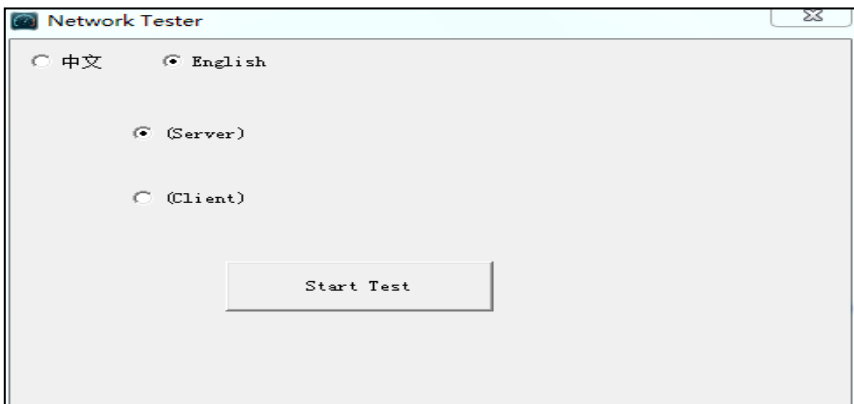 Network Tester
中文 English
(Server)
(Client)
Start Test